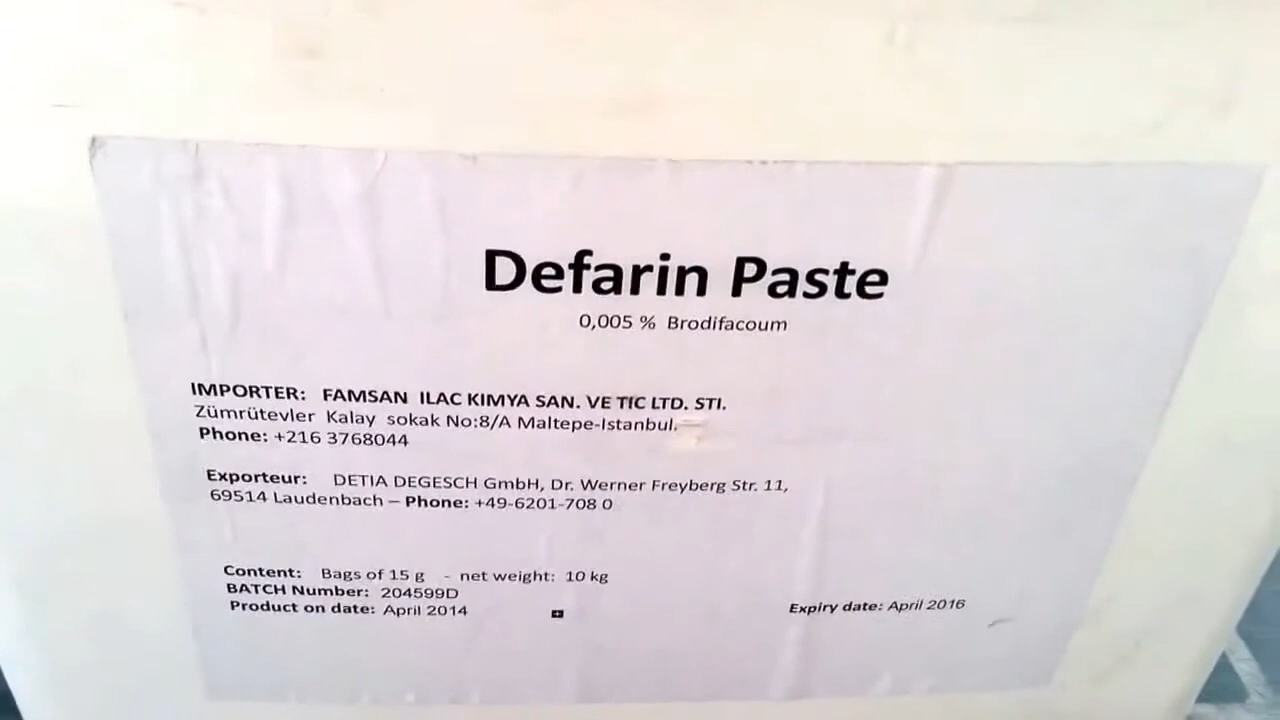 Defarin Paste
0,005 % Brodifacoum
IMPORTER: FAMSAN ILAC KIMYA SAN. VE TIC LTD. STI.
Zümrütevler Kalay sokak No:8/A Maltepe-Istanbul.
Phone: +216 3768044
Exporteur: DETIA DEGESCH GmbH, Dr. Werner Freyberg Str. 11,
69514 Laudenbach – Phone: +49-6201-708 0
Content: Bags of 15 g - net weight: 10 kg
BATCH Number: 204599D
Product on date: April 2014 Expiry date: April 2016